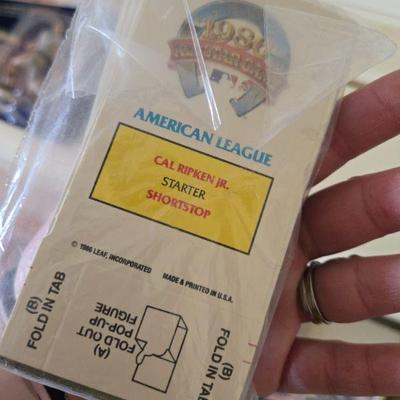 1986
AMERICAN LEAGUE
CAL RIPKEN JR.
STARTER
SHORTSTOP
© 1986 LEAF, INCORPORATED
MADE & PRINTED IN U.S.A.
(B)
FOLD IN TAB
(A)
FOLD OUT
POP-UP
FIGURE
(B)
FOLD IN TAB